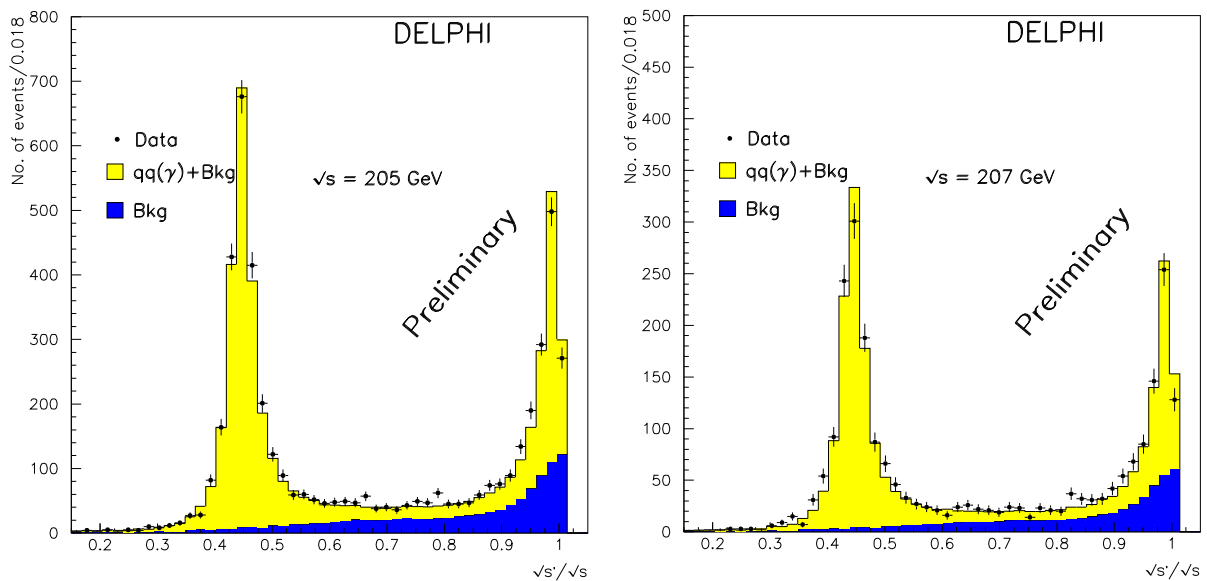 DELPHI
No. of events/0.018
800
700
600
500
400
300
200
100
0
Data
qq(γ)+Bkg
Bkg
√s = 205 GeV
Preliminary
0.2 0.3 0.4 0.5 0.6 0.7 0.8 0.9 1
√s'/√s
DELPHI
No. of events/0.018
500
450
400
350
300
250
200
150
100
50
0
Data
qq(γ)+Bkg
Bkg
√s = 207 GeV
Preliminary
0.2 0.3 0.4 0.5 0.6 0.7 0.8 0.9 1
√s'/√s